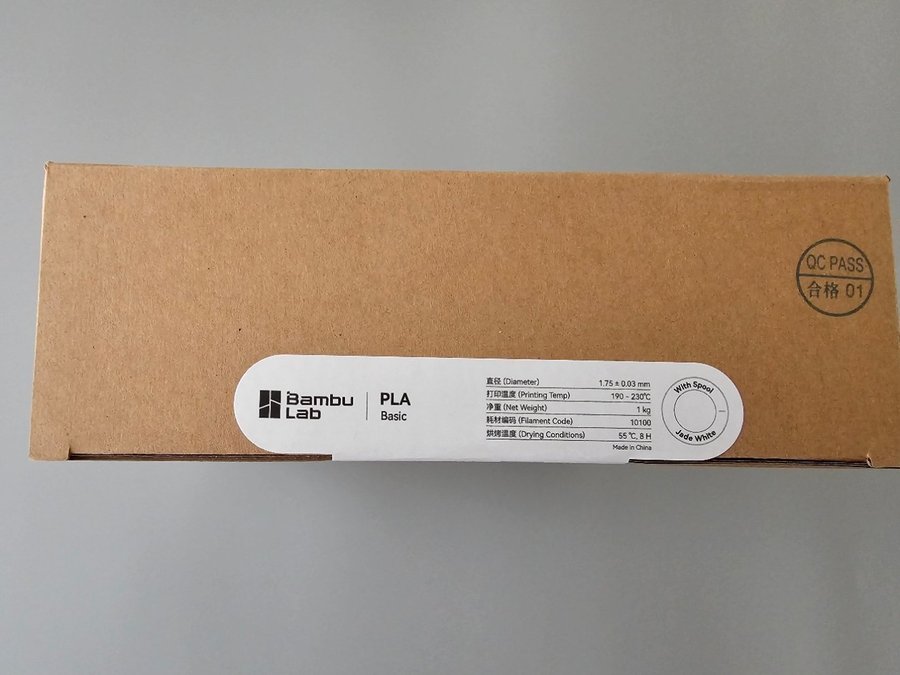 QC PASS
合格 01
Bambu
Lab
PLA
Basic
直径 (Diameter) 1.75 ± 0.03 mm
打印温度 (Printing Temp) 190 - 230℃
净重 (Net Weight) 1 kg
耗材编码 (Filament Code) 10100
烘烤温度 (Drying Conditions) 55 ℃, 8 H
Made in China
With Spool
Jade White